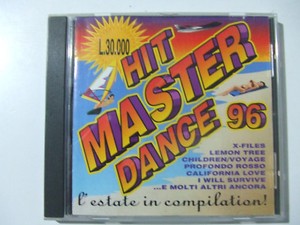 L.30.000
HIT
MASTER
DANCE 96
X-FILES
LEMON TREE
CHILDREN/VOYAGE
PROFONDO ROSSO
CALIFORNIA LOVE
I WILL SURVIVE
...E MOLTI ALTRI ANCORA
l'estate in compilation!